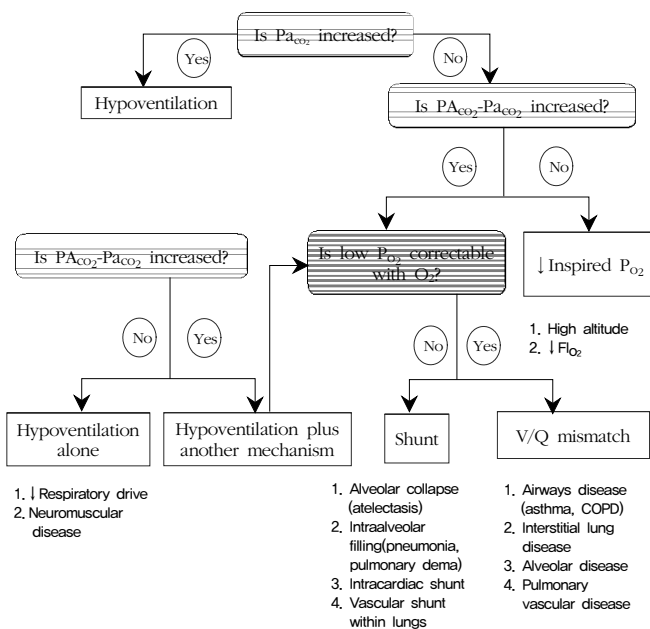 Is Paco2 increased?
Yes
No
Hypoventilation
Is PAco2-Paco2 increased?
Yes
No
Is PAco2-Paco2 increased?
Is low Po2 correctable
with O2?
↓Inspired Po2
No
Yes
No
Yes
1. High altitude
2. ↓FIo2
Hypoventilation
alone
Hypoventilation plus
another mechanism
Shunt
V/Q mismatch
1. ↓Respiratory drive
2. Neuromuscular
disease
1. Alveolar collapse
(atelectasis)
2. Intraalveolar
filling(pneumonia,
pulmonary dema)
3. Intracardiac shunt
4. Vascular shunt
within lungs
1. Airways disease
(asthma, COPD)
2. Interstitial lung
disease
3. Alveolar disease
4. Pulmonary
vascular disease